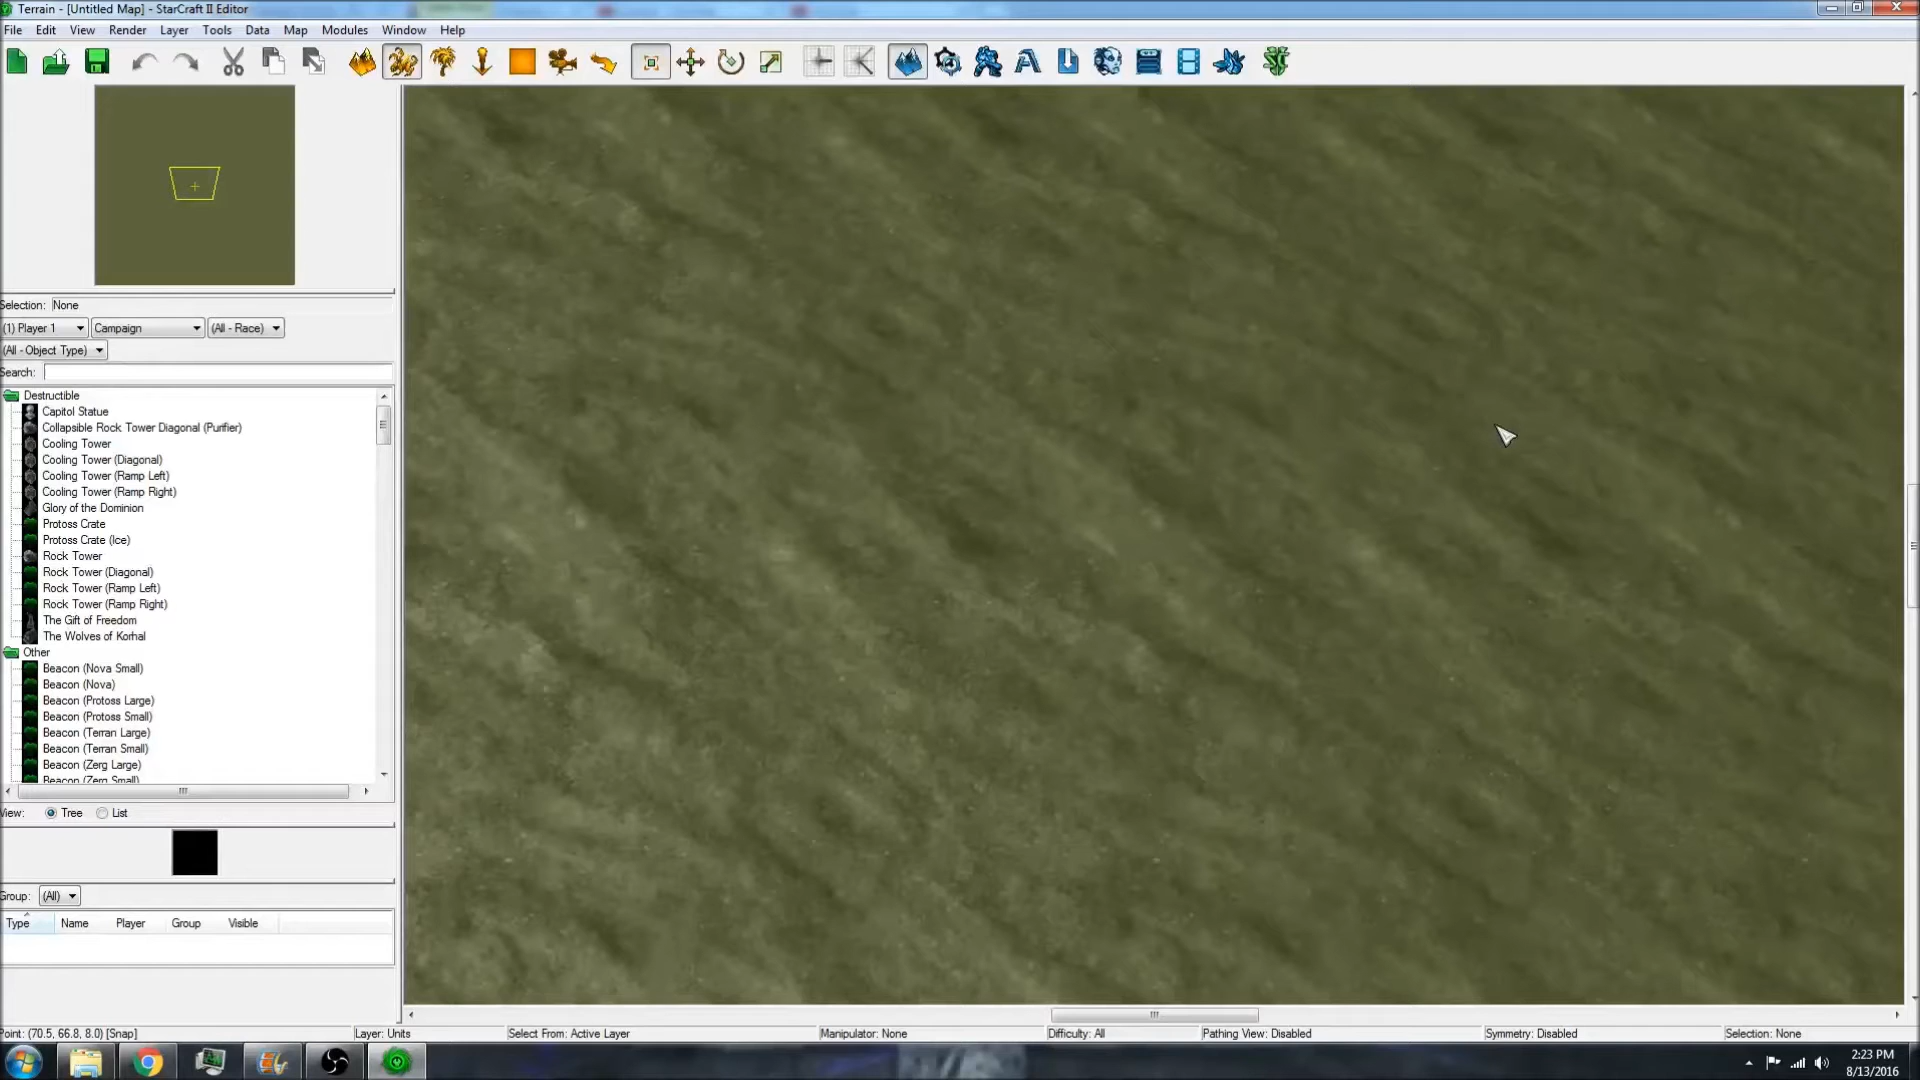 Terrain - [Untitled Map] - StarCraft II Editor
File Edit View Render Layer Tools Data Map Modules Window Help
Selection: None
(1) Player 1 Campaign (All - Race)
(All - Object Type)
Search:
Destructible
Capitol Statue
Collapsible Rock Tower Diagonal (Purifier)
Cooling Tower
Cooling Tower (Diagonal)
Cooling Tower (Ramp Left)
Cooling Tower (Ramp Right)
Glory of the Dominion
Protoss Crate
Protoss Crate (Ice)
Rock Tower
Rock Tower (Diagonal)
Rock Tower (Ramp Left)
Rock Tower (Ramp Right)
The Gift of Freedom
The Wolves of Korhal
Other
Beacon (Nova Small)
Beacon (Nova)
Beacon (Protoss Large)
Beacon (Protoss Small)
Beacon (Terran Large)
Beacon (Terran Small)
Beacon (Zerg Large)
Beacon (Zerg Small)
View: Tree List
Group: (All)
Type Name Player Group Visible
Point: (70.5, 66.8, 8.0) [Snap] Layer: Units Select From: Active Layer Manipulator: None Difficulty: All Pathing View: Disabled Symmetry: Disabled Selection: None
2:23 PM
8/13/2016